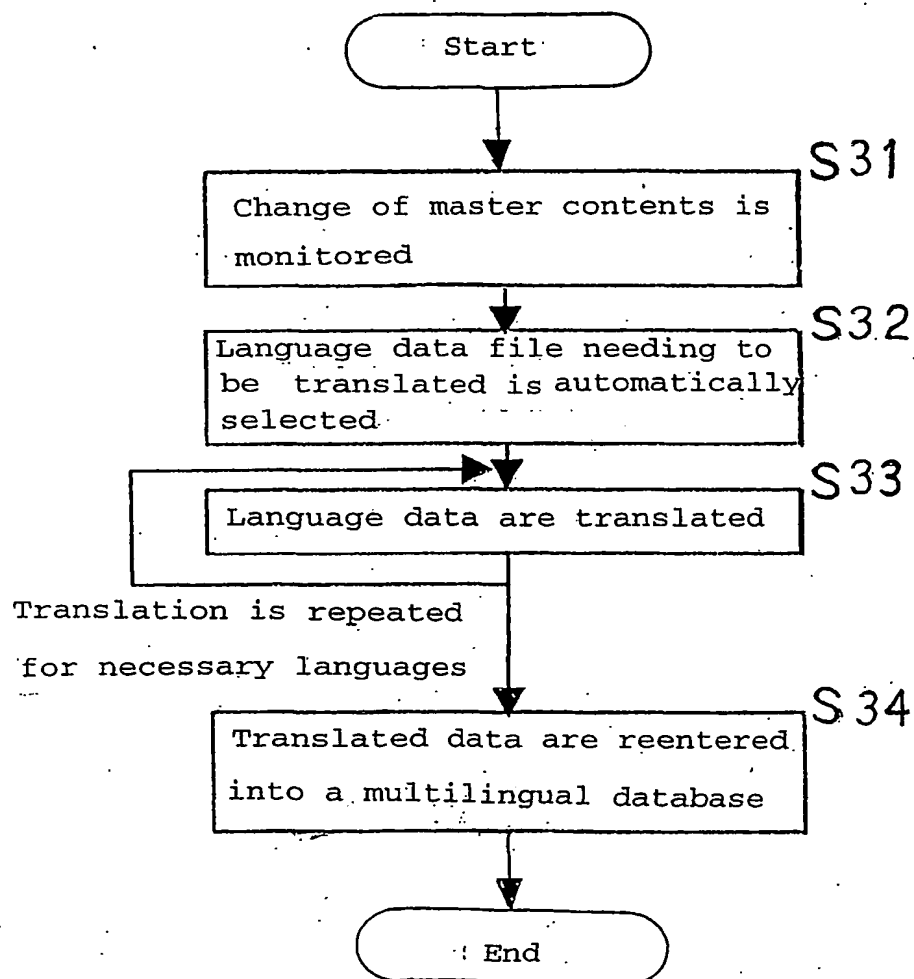 Start
S31
Change of master contents is
monitored
S32
Language data file needing to
be translated is automatically
selected
S33
Language data are translated
Translation is repeated
for necessary languages
S34
Translated data are reentered
into a multilingual database
End